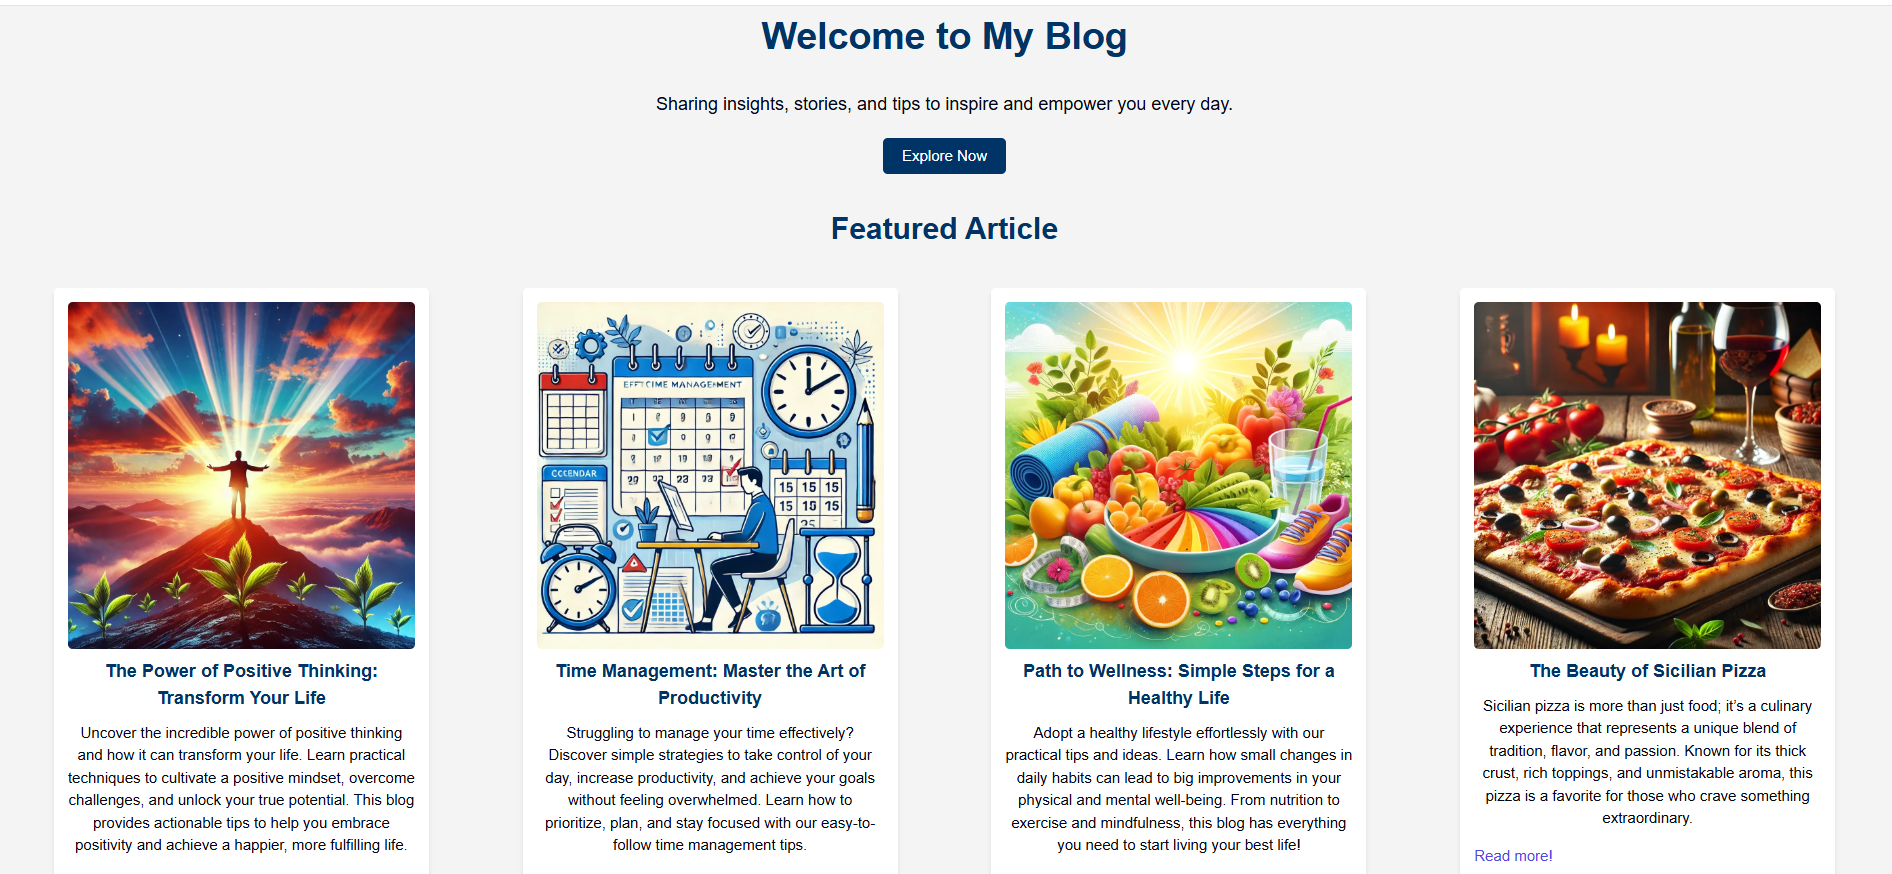 Welcome to My Blog
Sharing insights, stories, and tips to inspire and empower you every day.
Explore Now
Featured Article
EFFTCIME MANAGEMENT
CCCENDAR
15 15 15
15 15 15
The Power of Positive Thinking:
Transform Your Life
Uncover the incredible power of positive thinking
and how it can transform your life. Learn practical
techniques to cultivate a positive mindset, overcome
challenges, and unlock your true potential. This blog
provides actionable tips to help you embrace
positivity and achieve a happier, more fulfilling life.
Time Management: Master the Art of
Productivity
Struggling to manage your time effectively?
Discover simple strategies to take control of your
day, increase productivity, and achieve your goals
without feeling overwhelmed. Learn how to
prioritize, plan, and stay focused with our easy-to-
follow time management tips.
Path to Wellness: Simple Steps for a
Healthy Life
Adopt a healthy lifestyle effortlessly with our
practical tips and ideas. Learn how small changes in
daily habits can lead to big improvements in your
physical and mental well-being. From nutrition to
exercise and mindfulness, this blog has everything
you need to start living your best life!
The Beauty of Sicilian Pizza
Sicilian pizza is more than just food; it’s a culinary
experience that represents a unique blend of
tradition, flavor, and passion. Known for its thick
crust, rich toppings, and unmistakable aroma, this
pizza is a favorite for those who crave something
extraordinary.
Read more!